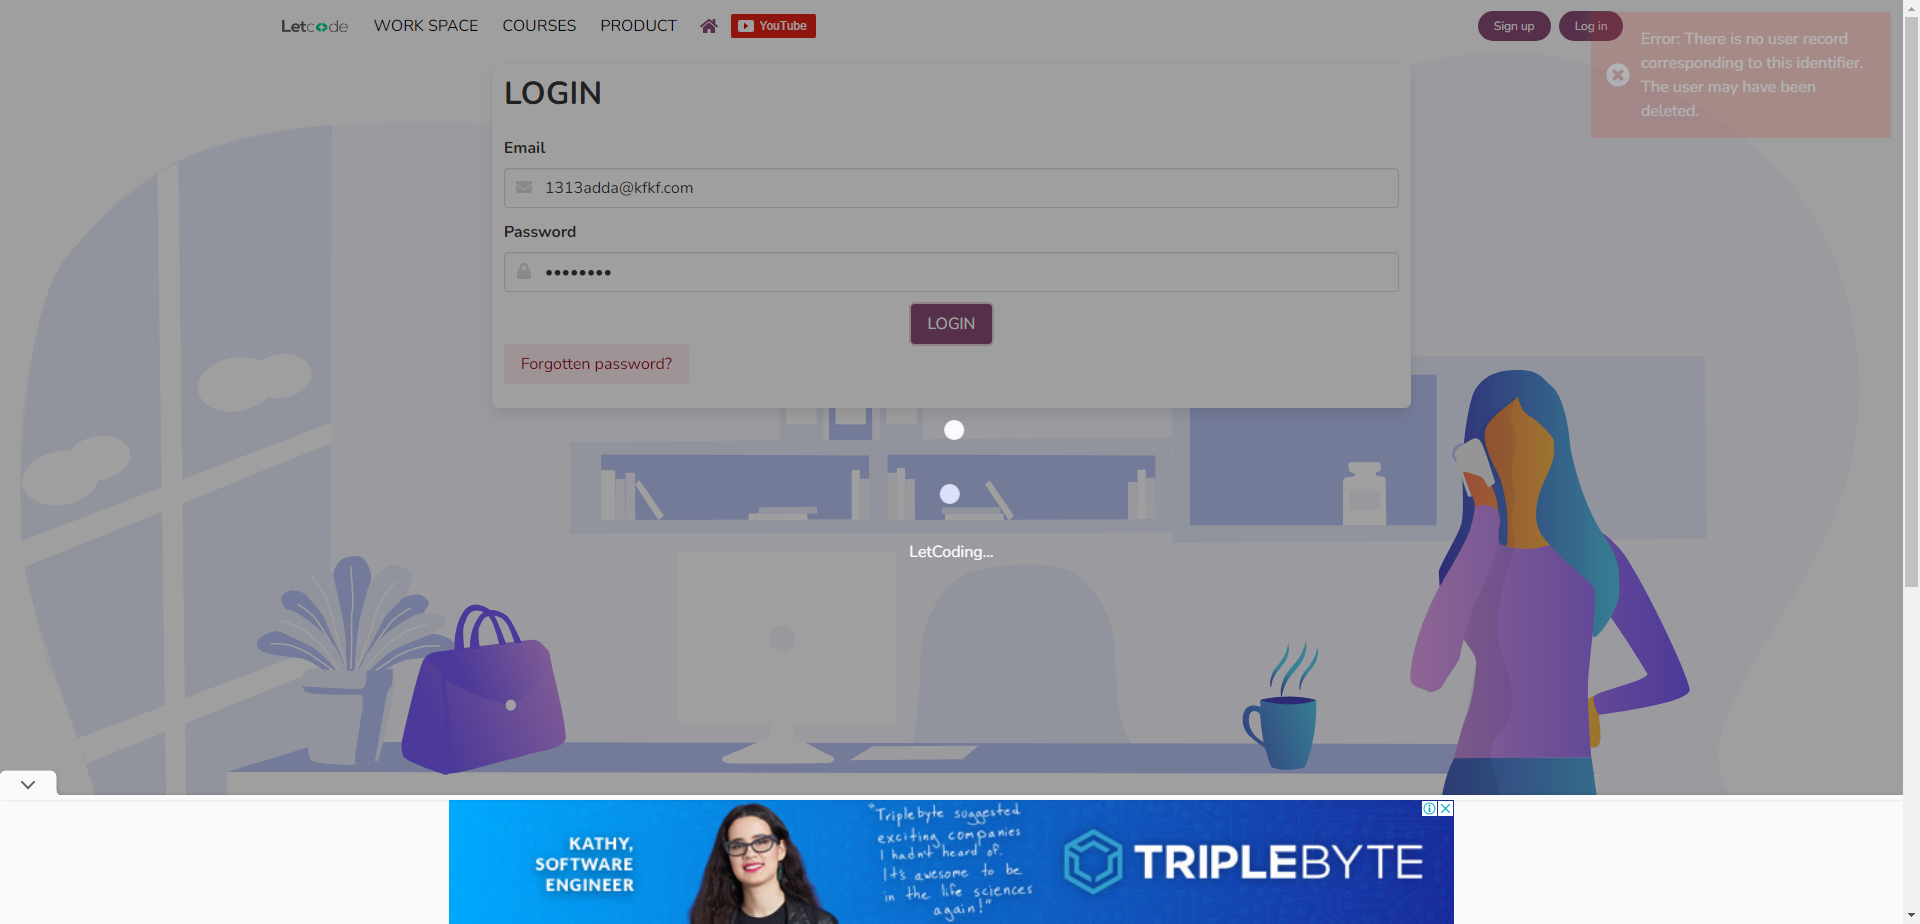 Letcode
WORK SPACE
COURSES
PRODUCT
YouTube
Sign up
Log in
Error: There is no user record
corresponding to this identifier.
The user may have been
deleted.
LOGIN
Email
1313adda@kfkf.com
Password
LOGIN
Forgotten password?
LetCoding...
KATHY,
SOFTWARE
ENGINEER
"Triplebyte suggested
exciting companies
I hadn't heard of.
It's awesome to be
in the life sciences
again!"
TRIPLEBYTE